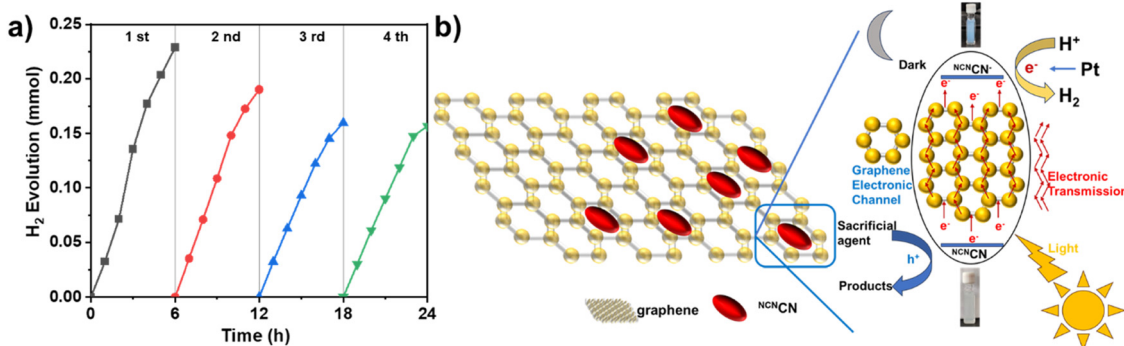 a)
H₂ Evolution (mmol)
0.25
0.20
0.15
0.10
0.05
0.00
1 st
2 nd
3 rd
4 th
0
6
12
18
24
Time (h)
b)
graphene
ᴺᶜᴺCN
Dark
ᴺᶜᴺCN⁻
e⁻
e⁻
e⁻
H⁺
e⁻
Pt
H₂
Graphene
Electronic
Channel
Electronic
Transmission
Sacrificial
agent
h⁺
Products
e⁻
e⁻
e⁻
ᴺᶜᴺCN
Light